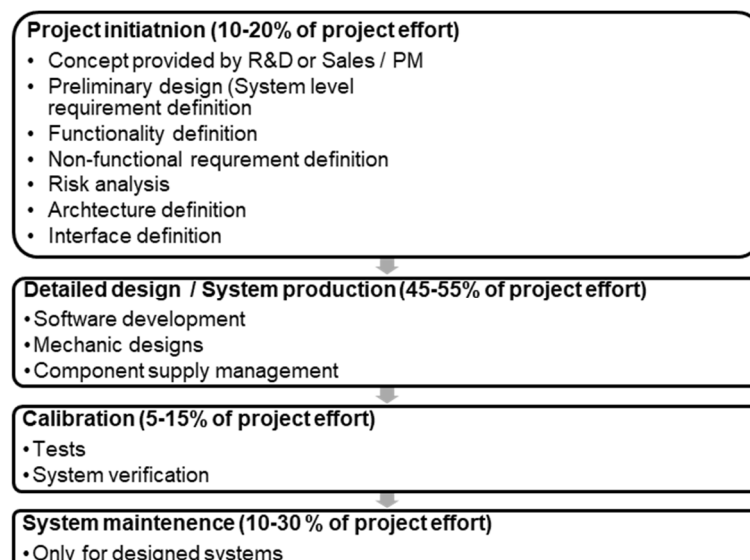 Project initiatnion (10-20% of project effort)
• Concept provided by R&D or Sales / PM
• Preliminary design (System level
requirement definition
• Functionality definition
• Non-functional requrement definition
• Risk analysis
• Archtecture definition
• Interface definition
Detailed design / System production (45-55% of project effort)
• Software development
• Mechanic designs
• Component supply management
Calibration (5-15% of project effort)
• Tests
• System verification
System maintenence (10-30 % of project effort)
• Only for designed systems